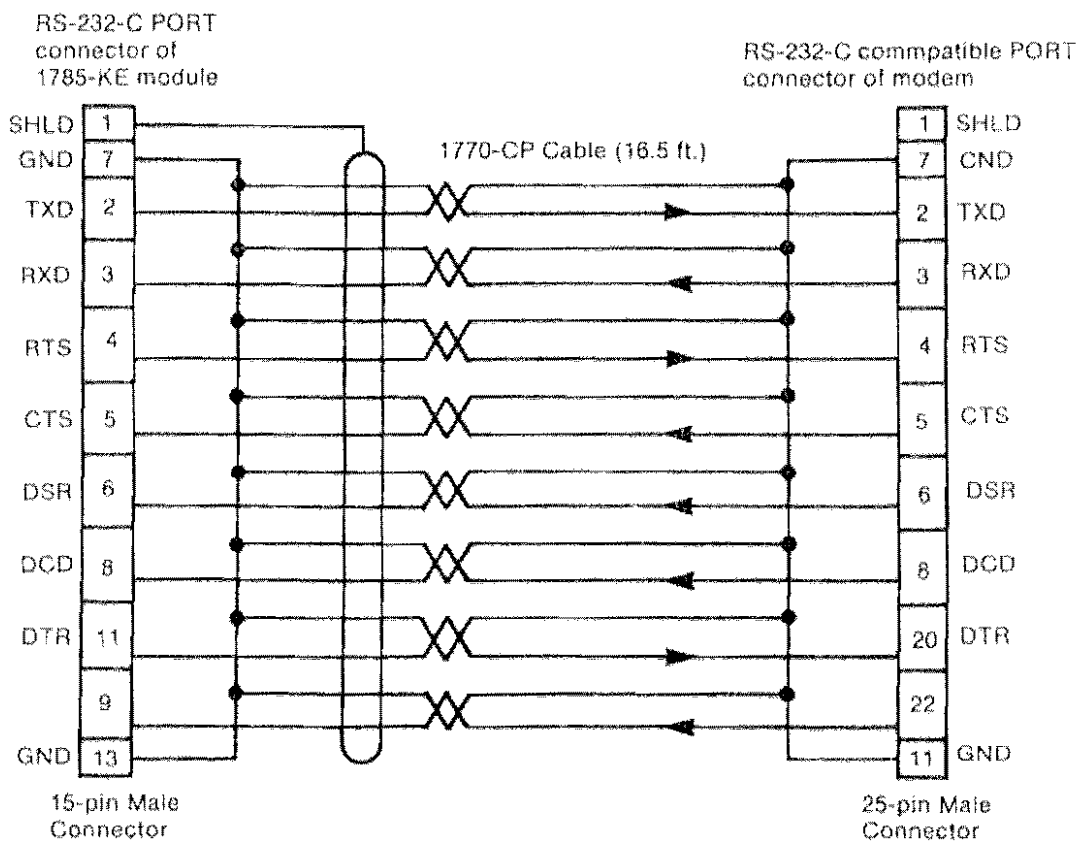 RS-232-C PORT
connector of
1785-KE module
RS-232-C commpatible PORT
connector of modem
1770-CP Cable (16.5 ft.)
SHLD 1
GND 7
TXD 2
RXD 3
RTS 4
CTS 5
DSR 6
DCD 8
DTR 11
9
GND 13
1 SHLD
7 CND
2 TXD
3 RXD
4 RTS
5 CTS
6 DSR
8 DCD
20 DTR
22
11 GND
15-pin Male
Connector
25-pin Male
Connector